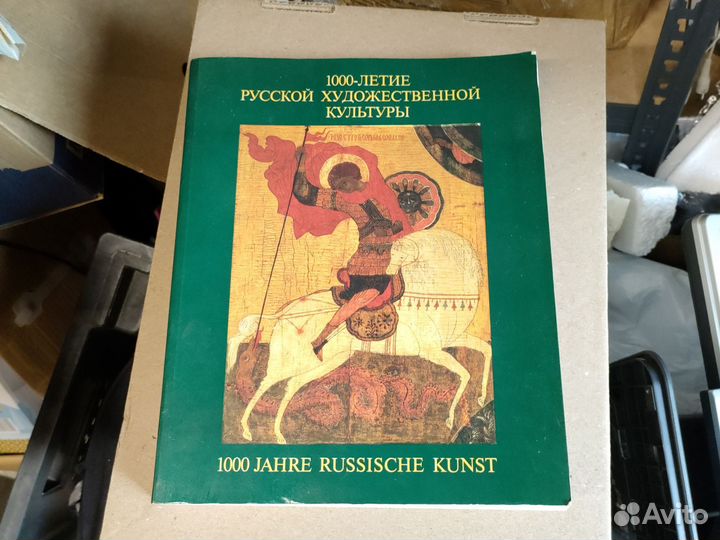 1000-ЛЕТИЕ
РУССКОЙ ХУДОЖЕСТВЕННОЙ
КУЛЬТУРЫ
1000 JAHRE RUSSISCHE KUNST
Avito